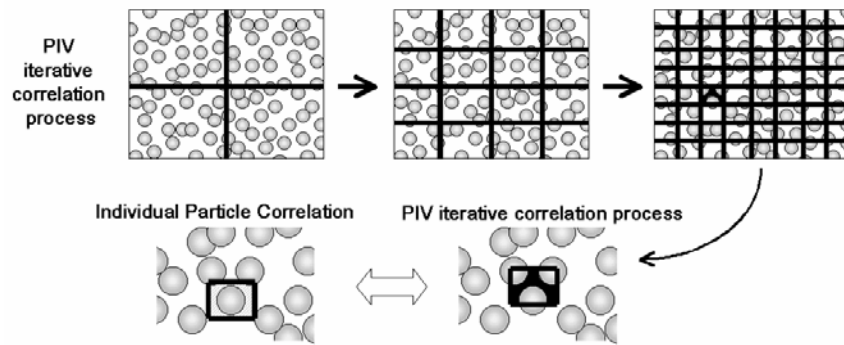 PIV
iterative
correlation
process
Individual Particle Correlation
PIV iterative correlation process